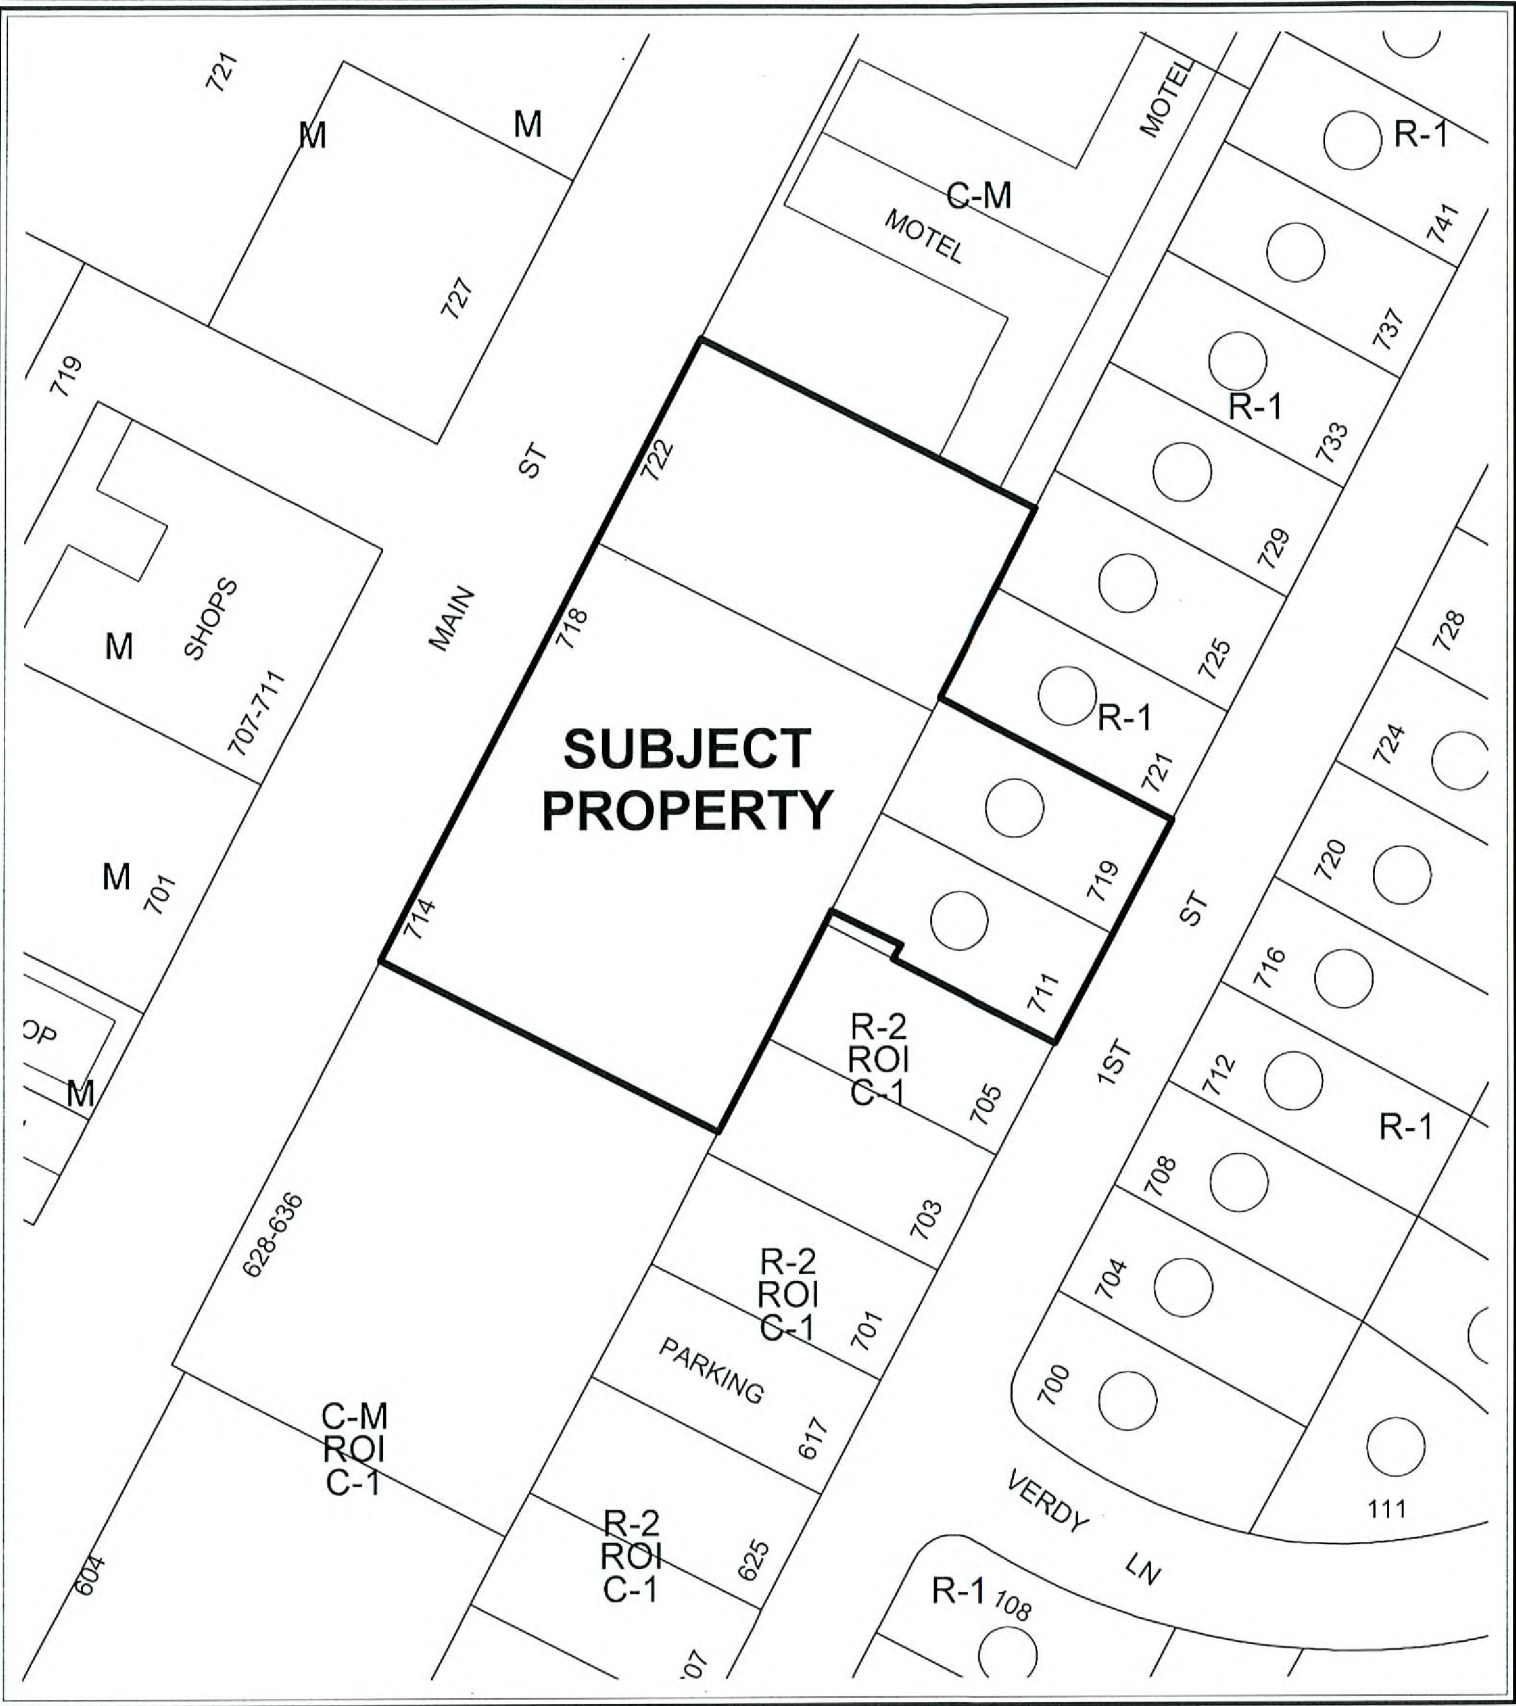 721
M
M
MOTEL
R-1
C-M
MOTEL
741
727
737
719
R-1
733
722
ST
729
718
SHOPS
MAIN
M
725
728
707-711
R-1
724
721
SUBJECT
PROPERTY
720
M
701
719
714
ST
716
711
OP
R-2
ROI
C-1
1ST
712
M
705
R-1
708
628-636
703
R-2
ROI
C-1
704
701
PARKING
700
C-M
ROI
C-1
617
VERDY
111
R-2
ROI
C-1
625
LN
604
R-1
108
07